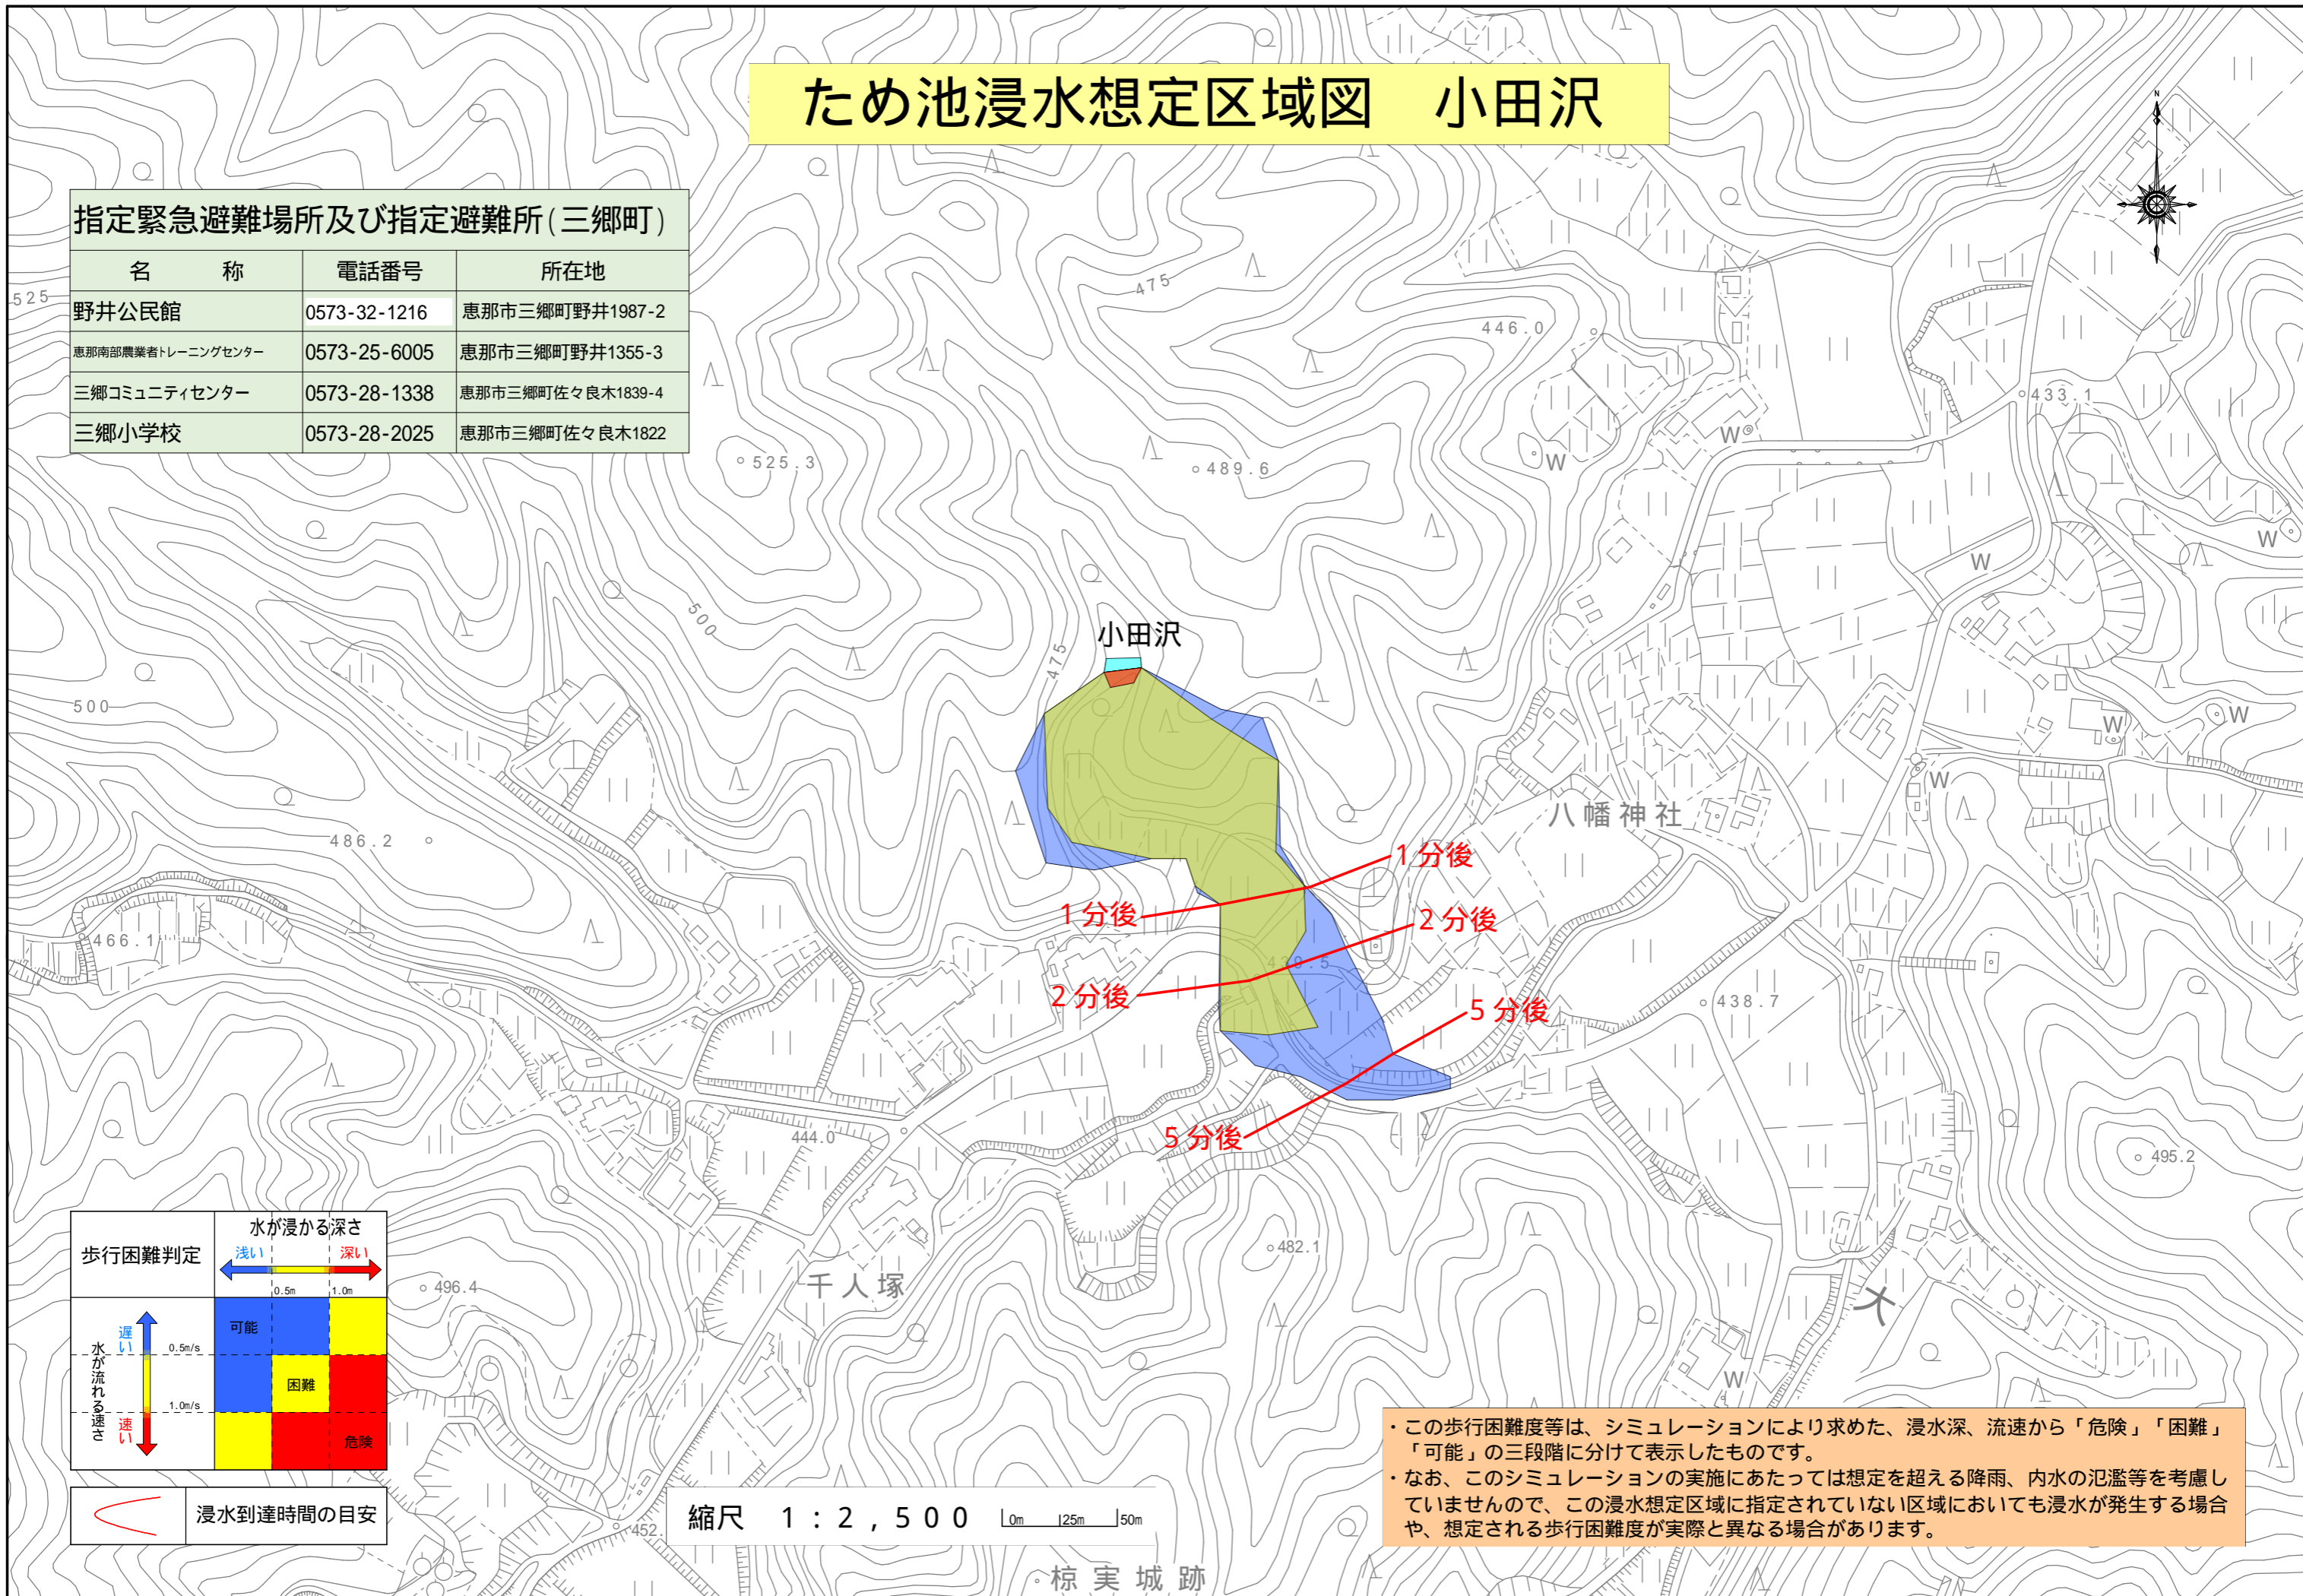 ため池浸水想定区域図　小田沢
N
指定緊急避難場所及び指定避難所(三郷町)
名　称 電話番号 所在地
野井公民館 0573-32-1216 恵那市三郷町野井1987-2
恵那南部農業者トレーニングセンター 0573-25-6005 恵那市三郷町野井1355-3
三郷コミュニティセンター 0573-28-1338 恵那市三郷町佐々良木1839-4
三郷小学校 0573-28-2025 恵那市三郷町佐々良木1822
525
475
446.0
433.1
W
W
525.3
489.6
W
W
500
小田沢
475
500
W
W
W
486.2
八幡神社
1分後
1分後
2分後
466.1
439.5
2分後
5分後
438.7
5分後
444.0
495.2
482.1
496.4
千人塚
大
W
452.
椋実城跡
歩行困難判定
水が浸かる深さ
浅い 深い
0.5m 1.0m
水が流れる速さ
遅い
速い
0.5m/s
1.0m/s
可能
困難
危険
浸水到達時間の目安
縮尺　1：2,500 0m 25m 50m
・この歩行困難度等は、シミュレーションにより求めた、浸水深、流速から「危険」「困難」
「可能」の三段階に分けて表示したものです。
・なお、このシミュレーションの実施にあたっては想定を超える降雨、内水の氾濫等を考慮し
ていませんので、この浸水想定区域に指定されていない区域においても浸水が発生する場合
や、想定される歩行困難度が実際と異なる場合があります。